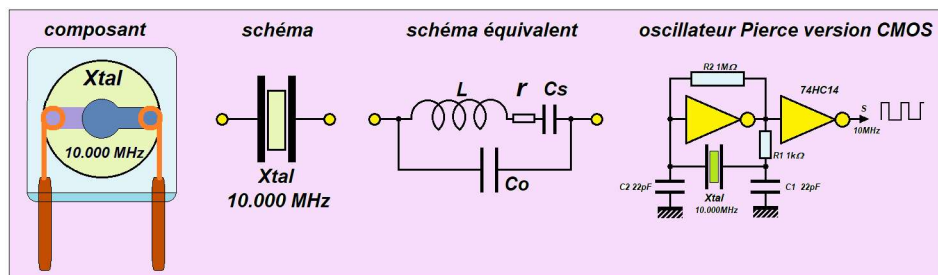 composant
Xtal
10.000 MHz
schéma
Xtal
10.000 MHz
schéma équivalent
L
r
Cs
Co
oscillateur Pierce version CMOS
R2 1MΩ
74HC14
S
10MHz
R1 1kΩ
C2 22pF
Xtal
10.000MHz
C1 22pF